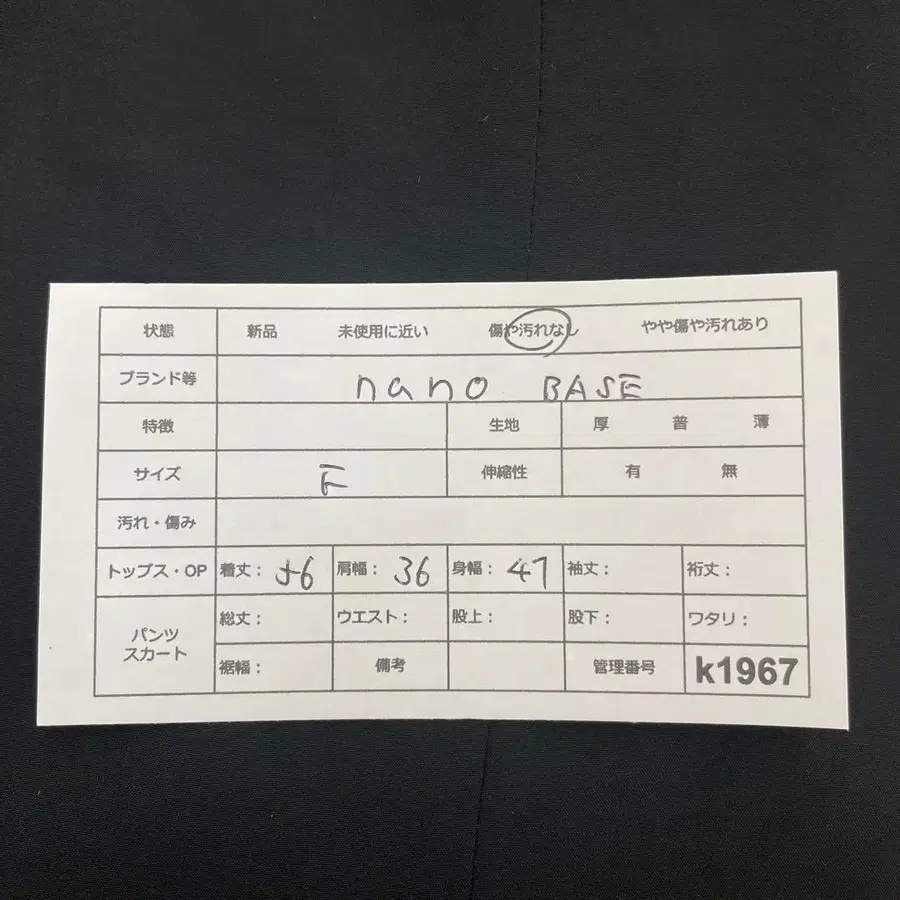 状態 新品 未使用に近い 傷や汚れなし やや傷や汚れあり
ブランド等 nano BASE
特徴 生地 厚 普 薄
サイズ F 伸縮性 有 無
汚れ・傷み
トップス・OP 着丈： 56 肩幅： 36 身幅： 47 袖丈： 裄丈：
パンツ スカート
総丈： ウエスト： 股上： 股下： ワタリ：
裾幅： 備考 管理番号 k1967